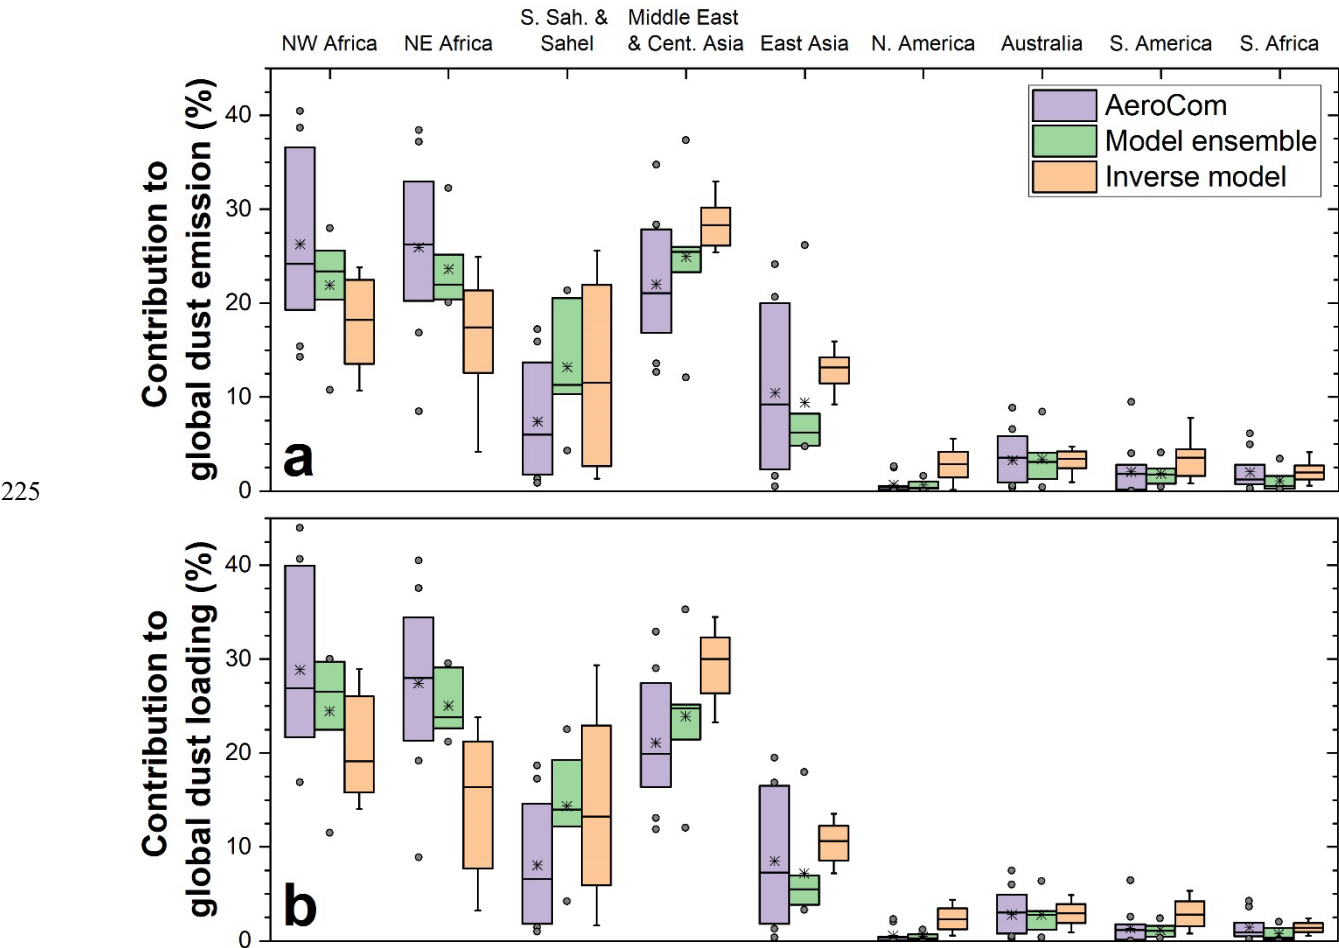 S. Sah. & Middle East
NW Africa NE Africa Sahel & Cent. Asia East Asia N. America Australia S. America S. Africa
Contribution to
global dust emission (%)
40
30
20
10
0
AeroCom
Model ensemble
Inverse model
a
225
Contribution to
global dust loading (%)
40
30
20
10
0
b